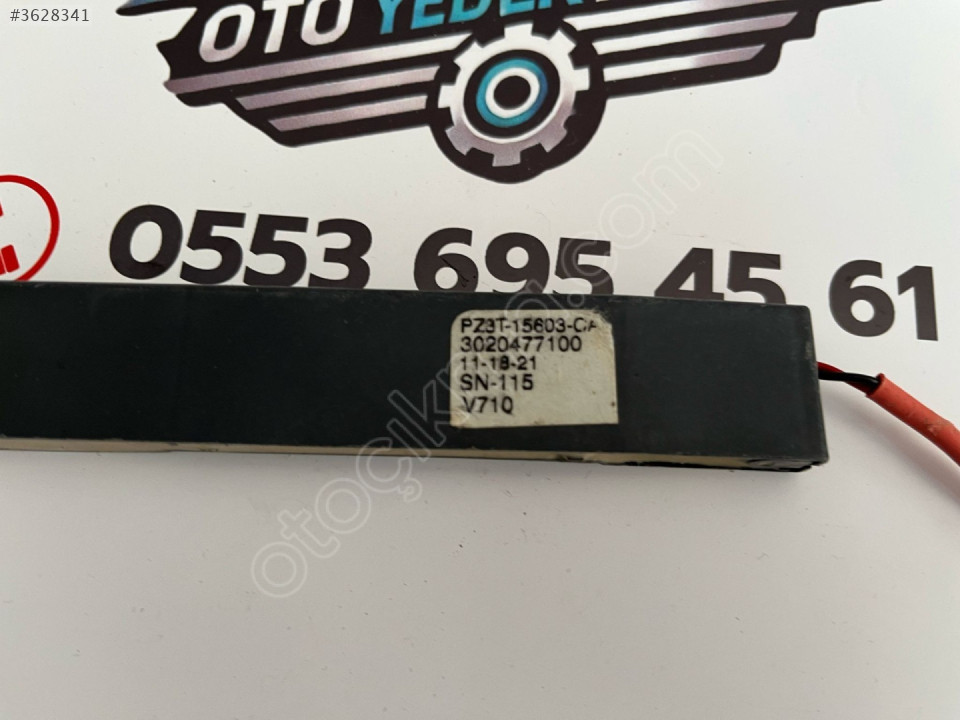 #3628341
OTO YEDEK
0553 695 45 61
PZ3T-15603-CA
3020477100
11-18-21
SN-115
V710
otoçıkma.com